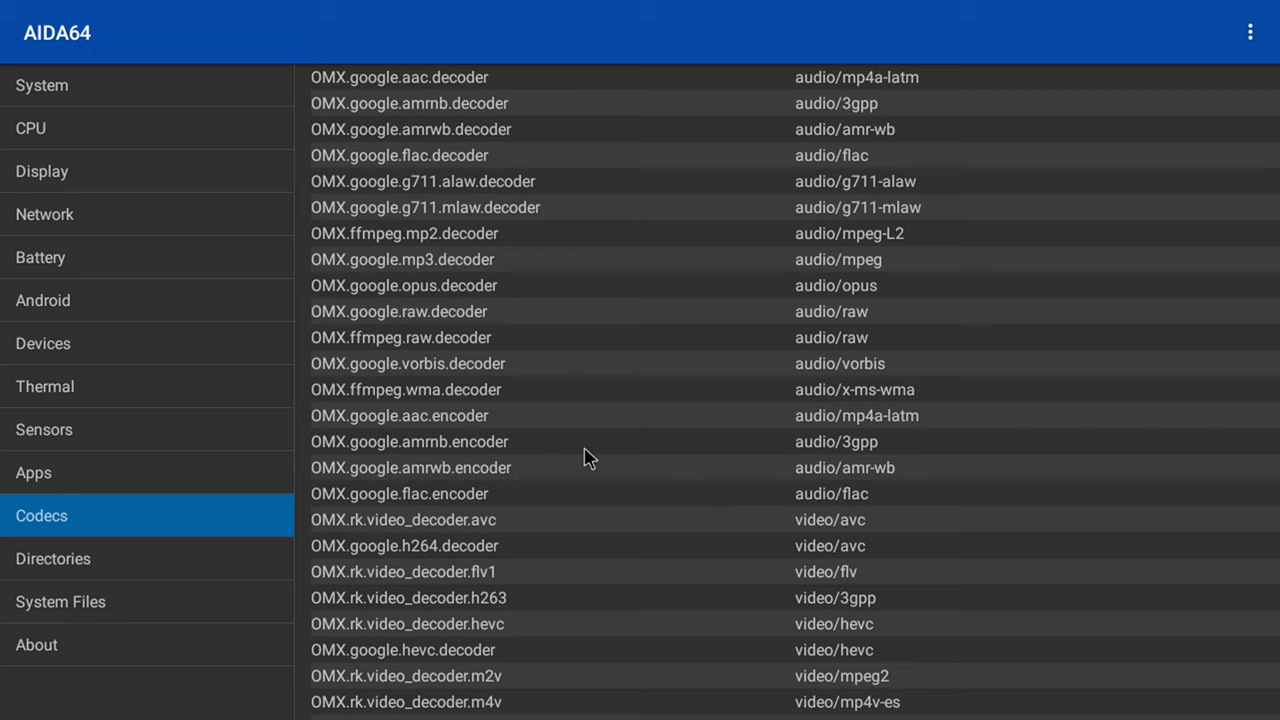 AIDA64
System
CPU
Display
Network
Battery
Android
Devices
Thermal
Sensors
Apps
Codecs
Directories
System Files
About
OMX.google.aac.decoder audio/mp4a-latm
OMX.google.amrnb.decoder audio/3gpp
OMX.google.amrwb.decoder audio/amr-wb
OMX.google.flac.decoder audio/flac
OMX.google.g711.alaw.decoder audio/g711-alaw
OMX.google.g711.mlaw.decoder audio/g711-mlaw
OMX.ffmpeg.mp2.decoder audio/mpeg-L2
OMX.google.mp3.decoder audio/mpeg
OMX.google.opus.decoder audio/opus
OMX.google.raw.decoder audio/raw
OMX.ffmpeg.raw.decoder audio/raw
OMX.google.vorbis.decoder audio/vorbis
OMX.ffmpeg.wma.decoder audio/x-ms-wma
OMX.google.aac.encoder audio/mp4a-latm
OMX.google.amrnb.encoder audio/3gpp
OMX.google.amrwb.encoder audio/amr-wb
OMX.google.flac.encoder audio/flac
OMX.rk.video_decoder.avc video/avc
OMX.google.h264.decoder video/avc
OMX.rk.video_decoder.flv1 video/flv
OMX.rk.video_decoder.h263 video/3gpp
OMX.rk.video_decoder.hevc video/hevc
OMX.google.hevc.decoder video/hevc
OMX.rk.video_decoder.m2v video/mpeg2
OMX.rk.video_decoder.m4v video/mp4v-es